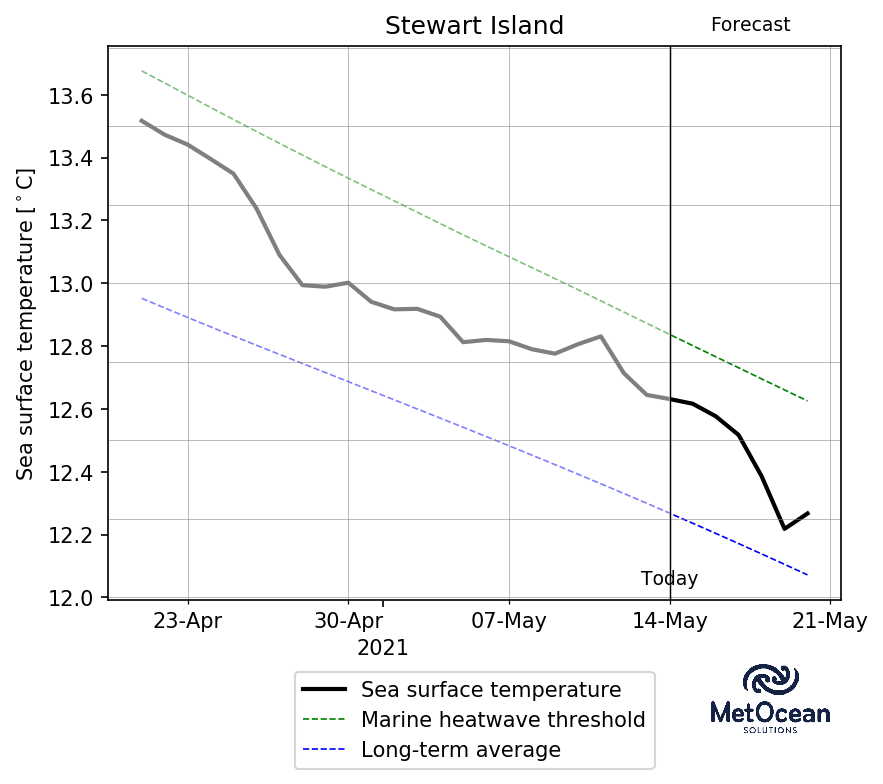 Stewart Island
Forecast
Sea surface temperature [°C]
13.6
13.4
13.2
13.0
12.8
12.6
12.4
12.2
12.0
Today
23-Apr
30-Apr
07-May
14-May
21-May
2021
Sea surface temperature
Marine heatwave threshold
Long-term average
MetOcean
SOLUTIONS